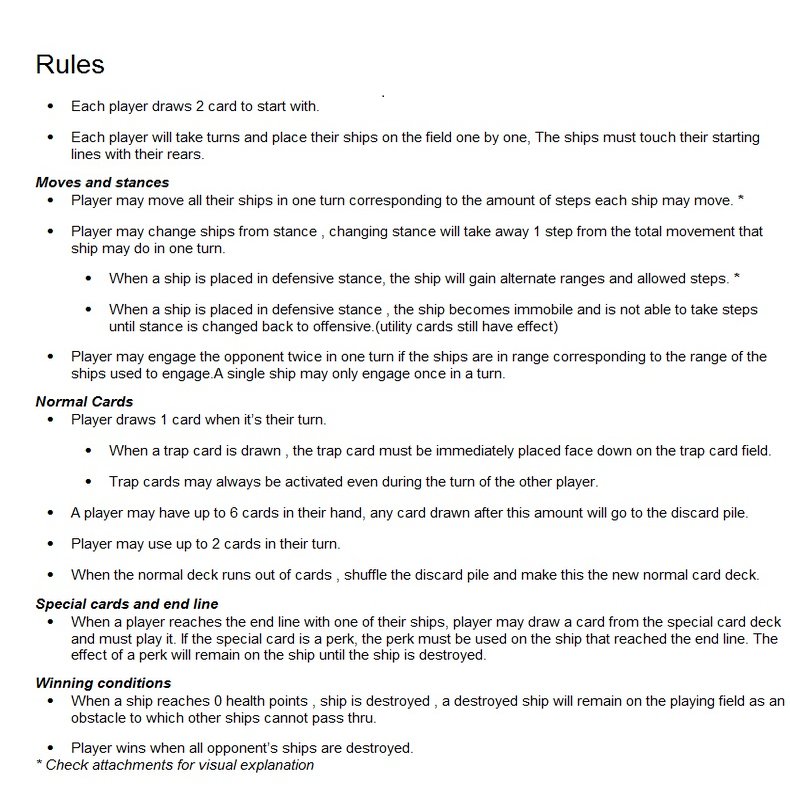 Rules
• Each player draws 2 card to start with.
• Each player will take turns and place their ships on the field one by one, The ships must touch their starting
lines with their rears.
Moves and stances
• Player may move all their ships in one turn corresponding to the amount of steps each ship may move. *
• Player may change ships from stance , changing stance will take away 1 step from the total movement that
ship may do in one turn.
• When a ship is placed in defensive stance, the ship will gain alternate ranges and allowed steps. *
• When a ship is placed in defensive stance , the ship becomes immobile and is not able to take steps
until stance is changed back to offensive.(utility cards still have effect)
• Player may engage the opponent twice in one turn if the ships are in range corresponding to the range of the
ships used to engage.A single ship may only engage once in a turn.
Normal Cards
• Player draws 1 card when it's their turn.
• When a trap card is drawn , the trap card must be immediately placed face down on the trap card field.
• Trap cards may always be activated even during the turn of the other player.
• A player may have up to 6 cards in their hand, any card drawn after this amount will go to the discard pile.
• Player may use up to 2 cards in their turn.
• When the normal deck runs out of cards , shuffle the discard pile and make this the new normal card deck.
Special cards and end line
• When a player reaches the end line with one of their ships, player may draw a card from the special card deck
and must play it. If the special card is a perk, the perk must be used on the ship that reached the end line. The
effect of a perk will remain on the ship until the ship is destroyed.
Winning conditions
• When a ship reaches 0 health points , ship is destroyed , a destroyed ship will remain on the playing field as an
obstacle to which other ships cannot pass thru.
• Player wins when all opponent's ships are destroyed.
* Check attachments for visual explanation